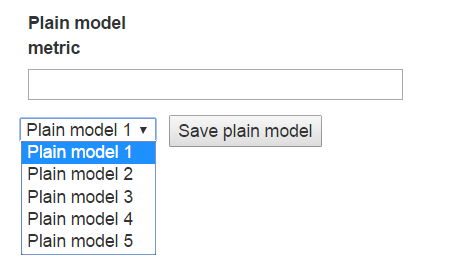 Plain model
metric
Plain model 1 Save plain model
Plain model 1
Plain model 2
Plain model 3
Plain model 4
Plain model 5